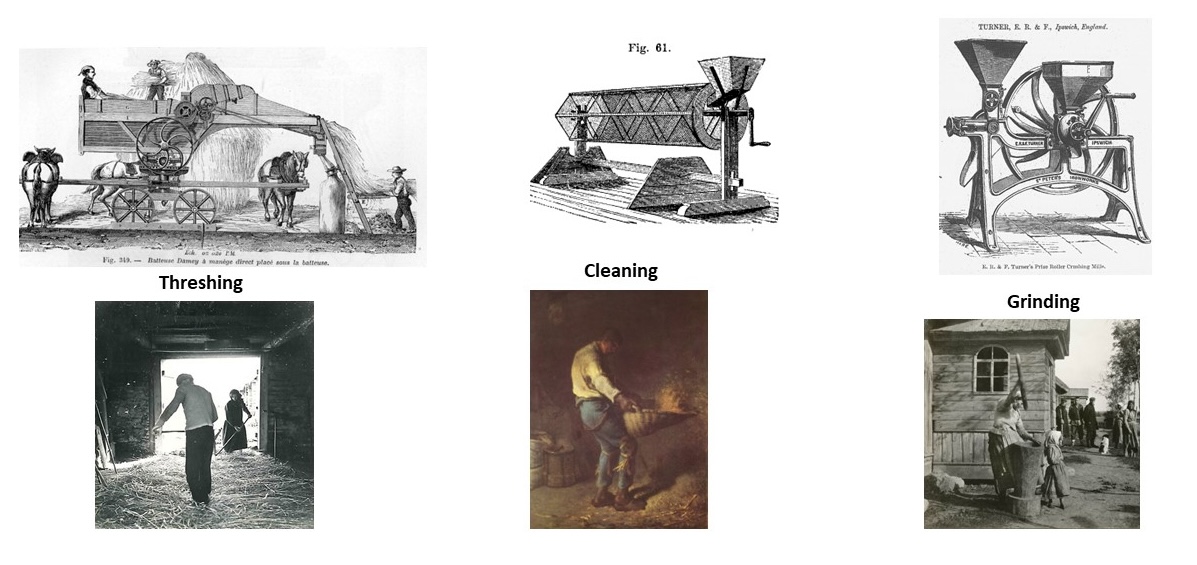 Fig. 61.
TURNER, E. R. & F., Ipswich, England.
E
E.R.& F. TURNER IPSWICH
ST PETER'S IRONWORKS
Fig. 349. — Batteuse Damey à manège direct placé sous la batteuse.
E. R. & F. Turner's Prize Roller Crushing Mills.
Threshing
Cleaning
Grinding